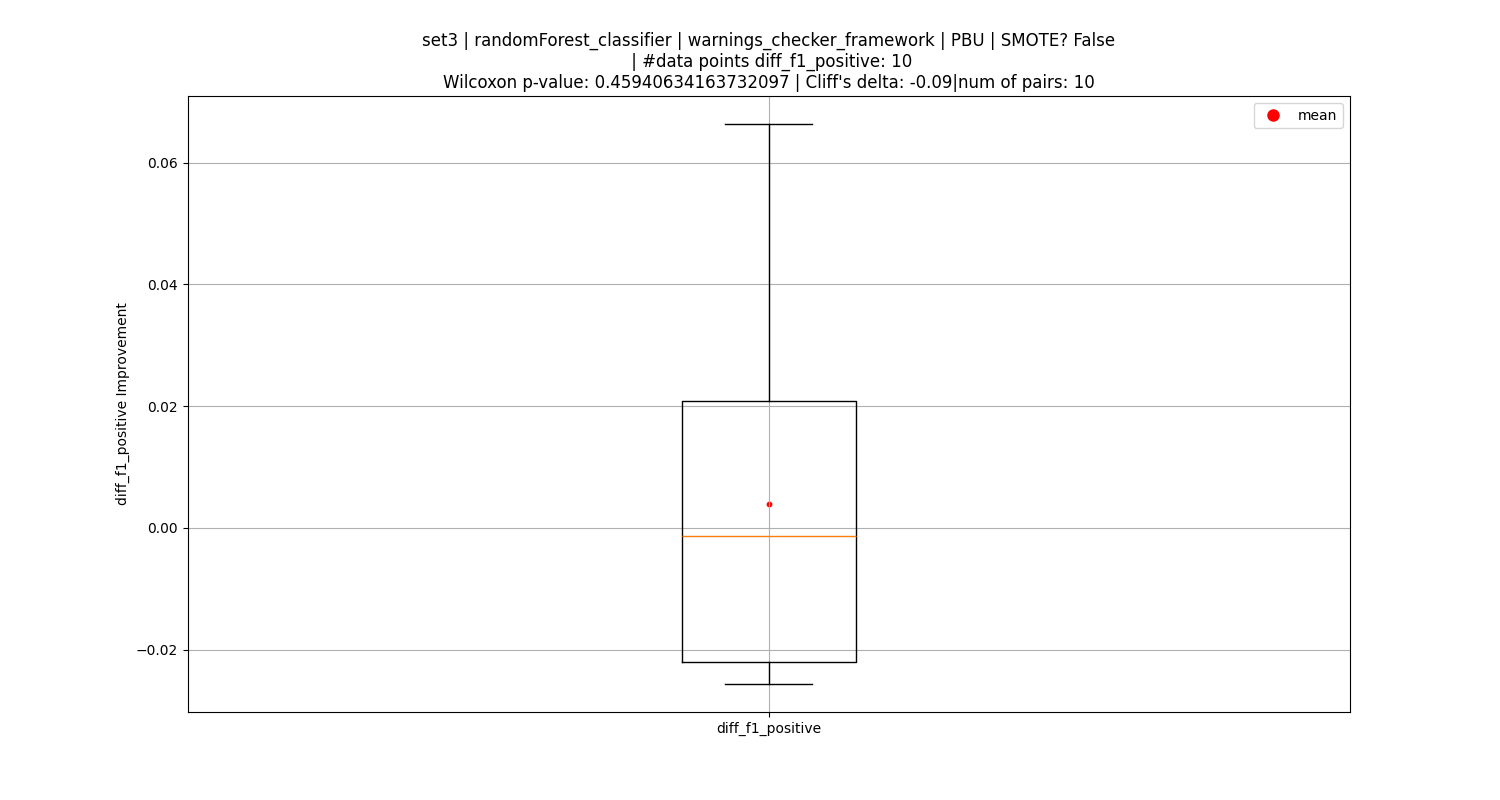 set3 | randomForest_classifier | warnings_checker_framework | PBU | SMOTE? False
| #data points diff_f1_positive: 10
Wilcoxon p-value: 0.45940634163732097 | Cliff's delta: -0.09|num of pairs: 10
mean
0.06
0.04
0.02
0.00
−0.02
diff_f1_positive Improvement
diff_f1_positive